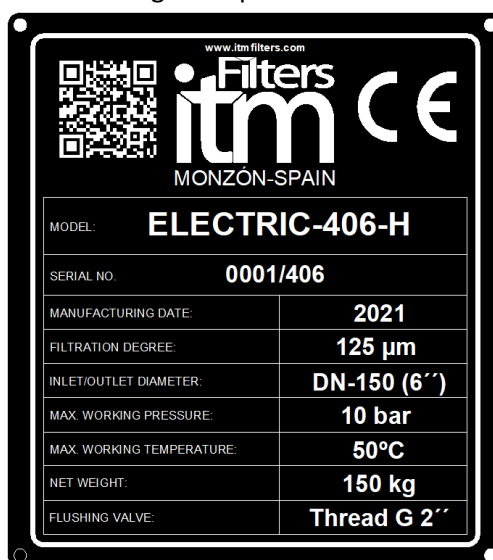 www.itmfilters.com
Filters
itm
CE
MONZÓN-SPAIN
MODEL: ELECTRIC-406-H
SERIAL NO. 0001/406
MANUFACTURING DATE: 2021
FILTRATION DEGREE: 125 µm
INLET/OUTLET DIAMETER: DN-150 (6´´)
MAX. WORKING PRESSURE: 10 bar
MAX. WORKING TEMPERATURE: 50ºC
NET WEIGHT: 150 kg
FLUSHING VALVE: Thread G 2´´